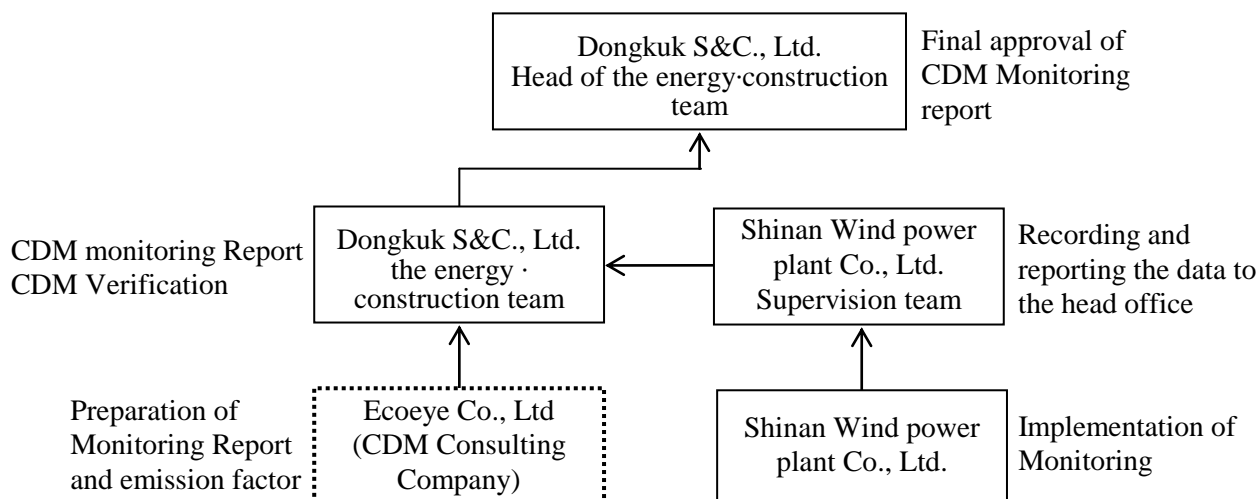 Dongkuk S&C., Ltd.
Head of the energy·construction
team
Final approval of
CDM Monitoring
report
CDM monitoring Report
CDM Verification
Dongkuk S&C., Ltd.
the energy ·
construction team
Shinan Wind power
plant Co., Ltd.
Supervision team
Recording and
reporting the data to
the head office
Preparation of
Monitoring Report
and emission factor
Ecoeye Co., Ltd
(CDM Consulting
Company)
Shinan Wind power
plant Co., Ltd.
Implementation of
Monitoring